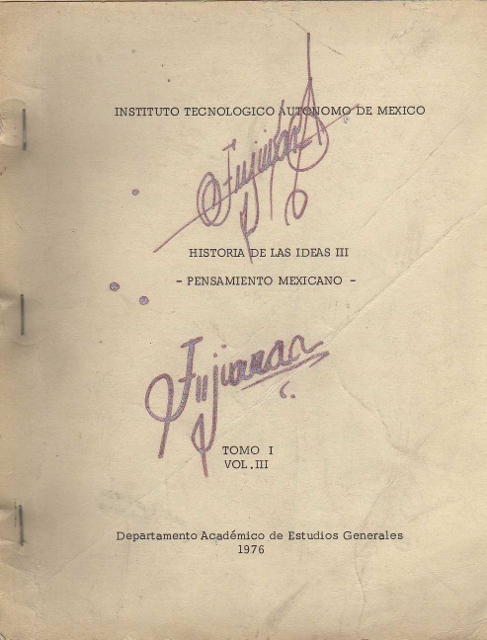 INSTITUTO TECNOLOGICO AUTONOMO DE MEXICO
HISTORIA DE LAS IDEAS III
- PENSAMIENTO MEXICANO -
TOMO I
VOL.III
Departamento Académico de Estudios Generales
1976